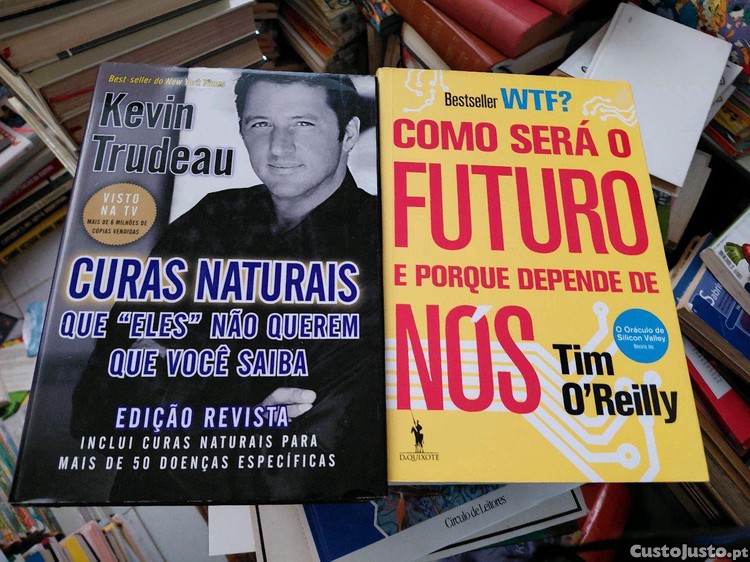 Best-seller do New York Times
Kevin
Trudeau
VISTO
NA TV
MAIS DE 6 MILHÕES DE
CÓPIAS VENDIDAS
CURAS NATURAIS
QUE "ELES" NÃO QUEREM
QUE VOCÊ SAIBA
EDIÇÃO REVISTA
INCLUI CURAS NATURAIS PARA
MAIS DE 50 DOENÇAS ESPECÍFICAS
Bestseller WTF?
COMO SERÁ O
FUTURO
E PORQUE DEPENDE DE
NÓS
O Oráculo de
Silicon Valley
Tim
O'Reilly
D.QUIXOTE
Círculo de Leitores
CustoJusto.pt